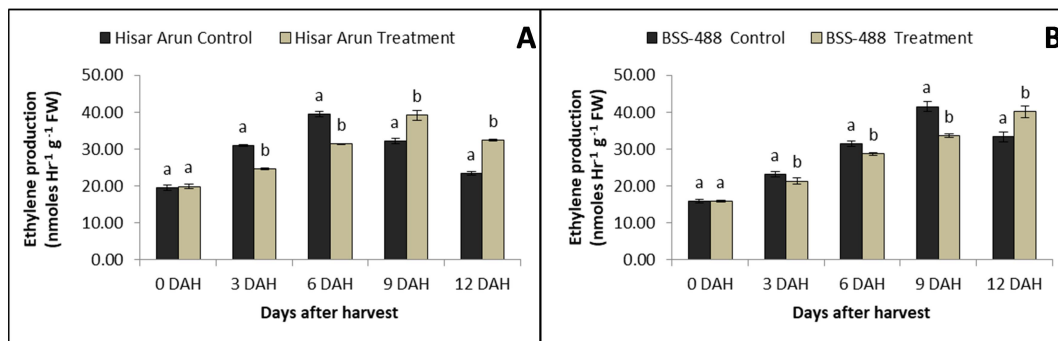 Hisar Arun Control Hisar Arun Treatment A
Ethylene production
(nmoles Hr-1 g-1 FW)
50.00
40.00
30.00
20.00
10.00
0.00
a a a b a b a b a b
0 DAH 3 DAH 6 DAH 9 DAH 12 DAH
Days after harvest
BSS-488 Control BSS-488 Treatment B
Ethylene production
(nmoles Hr-1 g-1 FW)
50.00
40.00
30.00
20.00
10.00
0.00
a a a b a b a b a b
0 DAH 3 DAH 6 DAH 9 DAH 12 DAH
Days after harvest